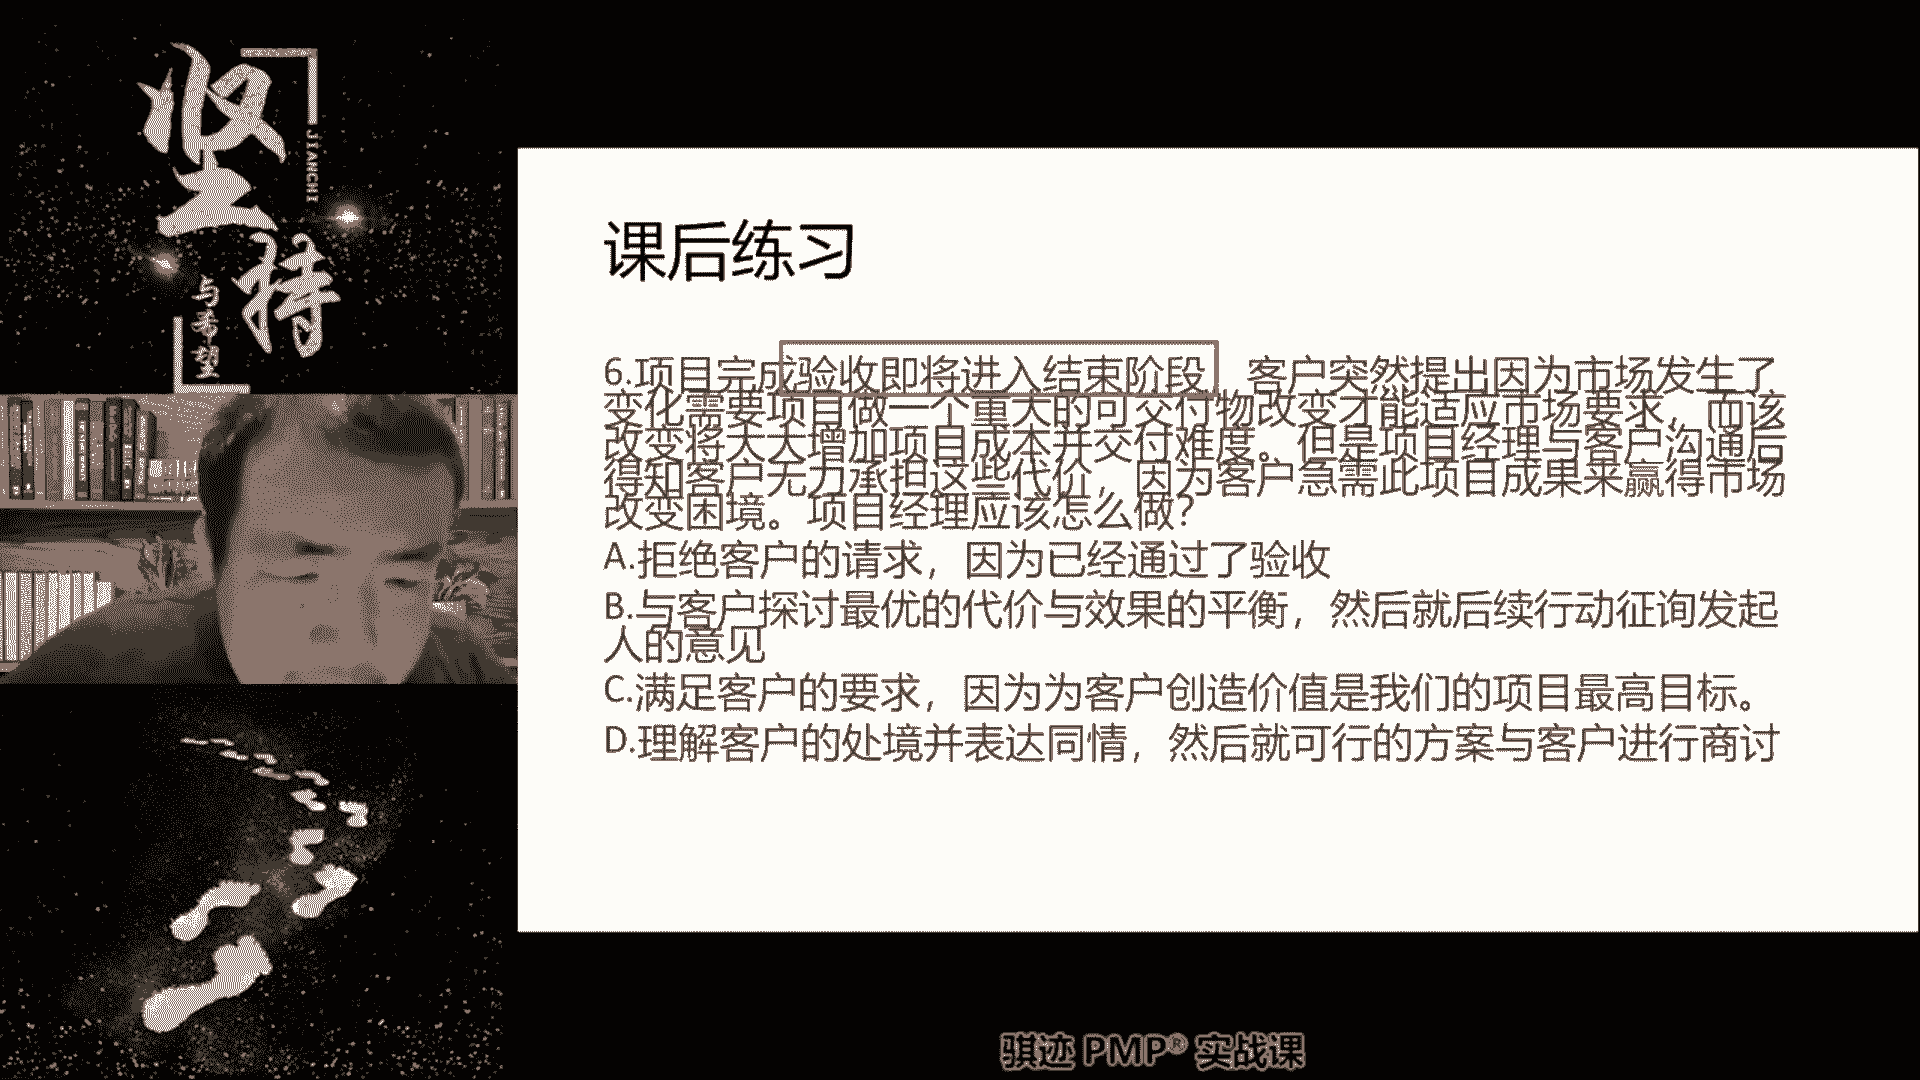 坚持
JIANCHI
与希望
课后练习
6.项目完成验收即将进入结束阶段，客户突然提出因为市场发生了
变化需要项目做一个重大的可交付物改变才能适应市场要求，而该
改变将大大增加项目成本并交付难度。但是项目经理与客户沟通后
得知客户无力承担这些代价，因为客户急需此项目成果来赢得市场
改变困境。项目经理应该怎么做?
A.拒绝客户的请求，因为已经通过了验收
B.与客户探讨最优的代价与效果的平衡，然后就后续行动征询发起
人的意见
C.满足客户的要求，因为为客户创造价值是我们的项目最高目标。
D.理解客户的处境并表达同情，然后就可行的方案与客户进行商讨
骐迹 PMP® 实战课